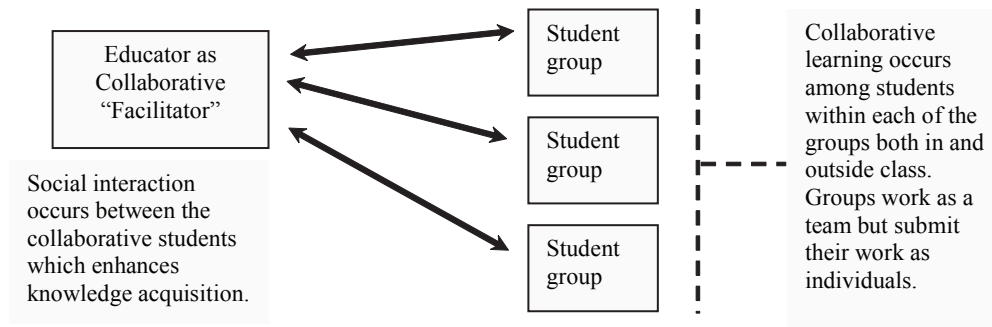 Educator as
Collaborative
“Facilitator”
Social interaction
occurs between the
collaborative students
which enhances
knowledge acquisition.
Student
group
Student
group
Student
group
Collaborative
learning occurs
among students
within each of the
groups both in and
outside class.
Groups work as a
team but submit
their work as
individuals.